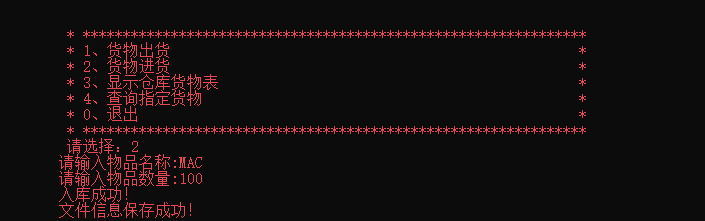 * ***************************************************************
* 1、货物出货 *
* 2、货物进货 *
* 3、显示仓库货物表 *
* 4、查询指定货物 *
* 0、退出 *
* ***************************************************************
请选择：2
请输入物品名称:MAC
请输入物品数量:100
入库成功!
文件信息保存成功!